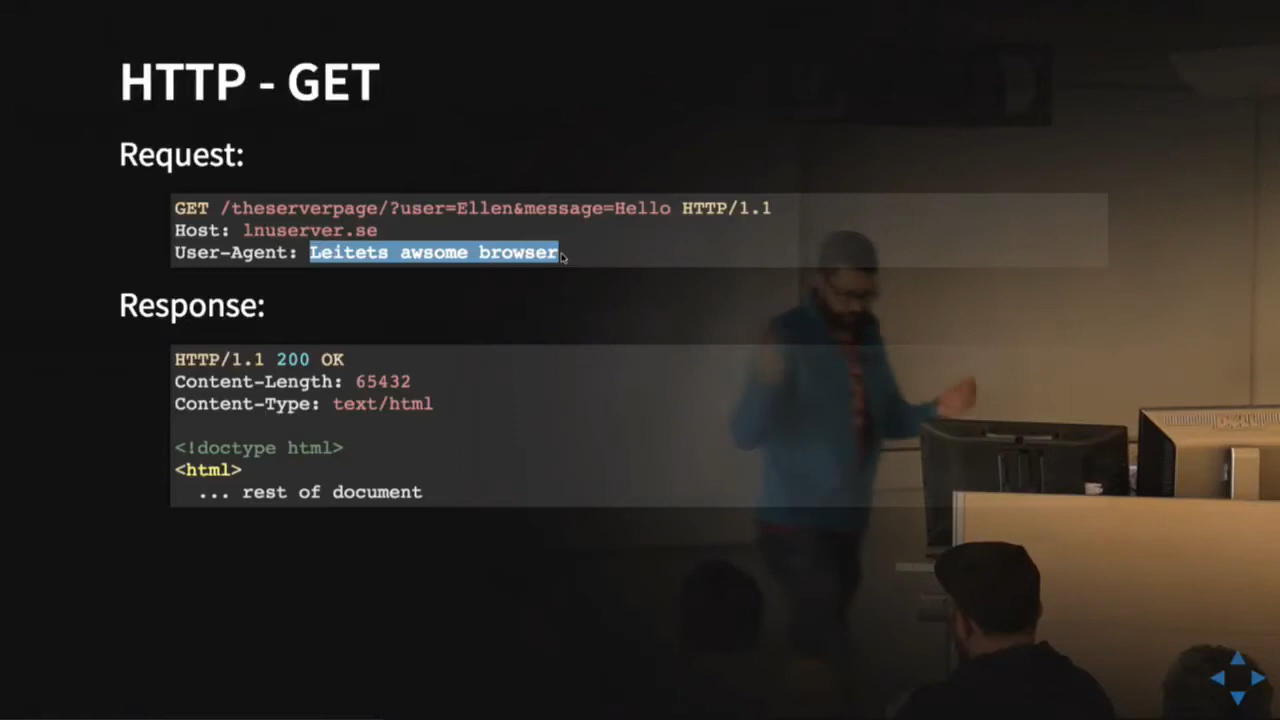 HTTP - GET
Request:
GET /theserverpage/?user=Ellen&message=Hello HTTP/1.1
Host: lnuserver.se
User-Agent: Leitets awsome browser
Response:
HTTP/1.1 200 OK
Content-Length: 65432
Content-Type: text/html
<!doctype html>
<html>
... rest of document